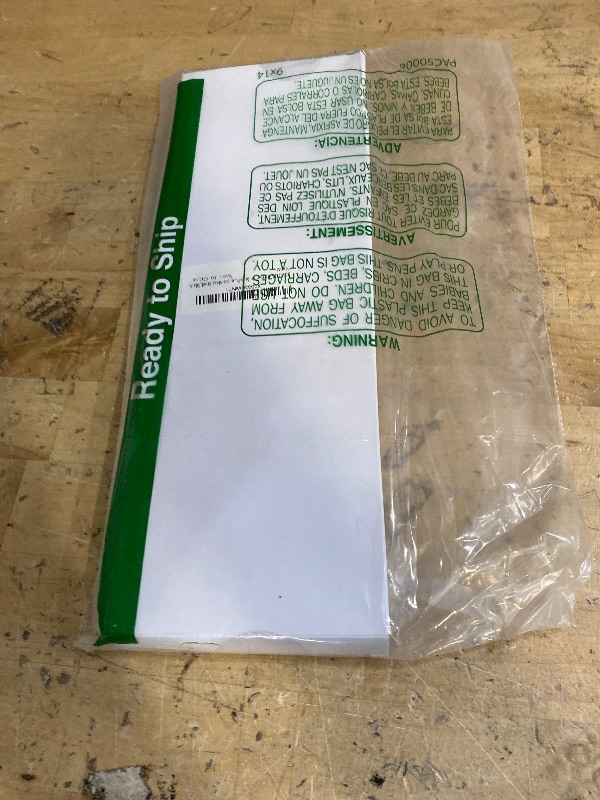 Ready to Ship
WARNING:
TO AVOID DANGER OF SUFFOCATION,
KEEP THIS PLASTIC BAG AWAY FROM
BABIES AND CHILDREN. DO NOT USE
THIS BAG IN CRIBS, BEDS, CARRIAGES
OR PLAY PENS. THIS BAG IS NOT A TOY.
AVERTISSEMENT:
POUR EVITER TOUT RISQUE D'ÉTOUFFEMENT,
GARDEZ CE SAC EN PLASTIQUE LOIN DES
BÉBÉS ET LES ENFANTS. N'UTILISEZ PAS CE
SAC DANS LES BERCEAUX, LITS, CHARIOTS OU
PARTA AU BÉBÉ. CE SAC N'EST PAS UN JOUET.
ADVERTENCIA:
PARA EVITAR EL PELIGRO DE ASFIXIA, MANTENGA
ESTA BOLSA DE PLASTICO FUERA DEL ALCANCE
DE BEBÉS Y NIÑOS. NO USAR ESTA BOLSA EN
CUNAS, CAMAS, CARRIOLAS O CORRALES PARA
BEBES. ESTA BOLSA NO ES UN JUGUETE.
9x14
PAC50006